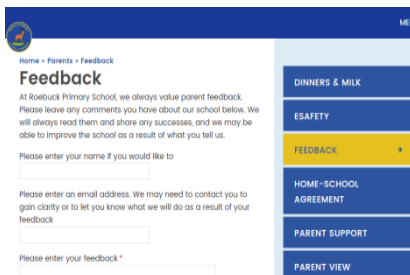 ME
Home » Parents » Feedback
Feedback
At Roebuck Primary School, we always value parent feedback.
Please leave any comments you have about our school below. We
will always read them and share any successes, and we may be
able to improve the school as a result of what you tell us.
Please enter your name if you would like to
Please enter an email address. We may need to contact you to
gain clarity or to let you know what we will do as a result of your
feedback
Please enter your feedback *
DINNERS & MILK
ESAFETY
FEEDBACK
HOME-SCHOOL
AGREEMENT
PARENT SUPPORT
PARENT VIEW